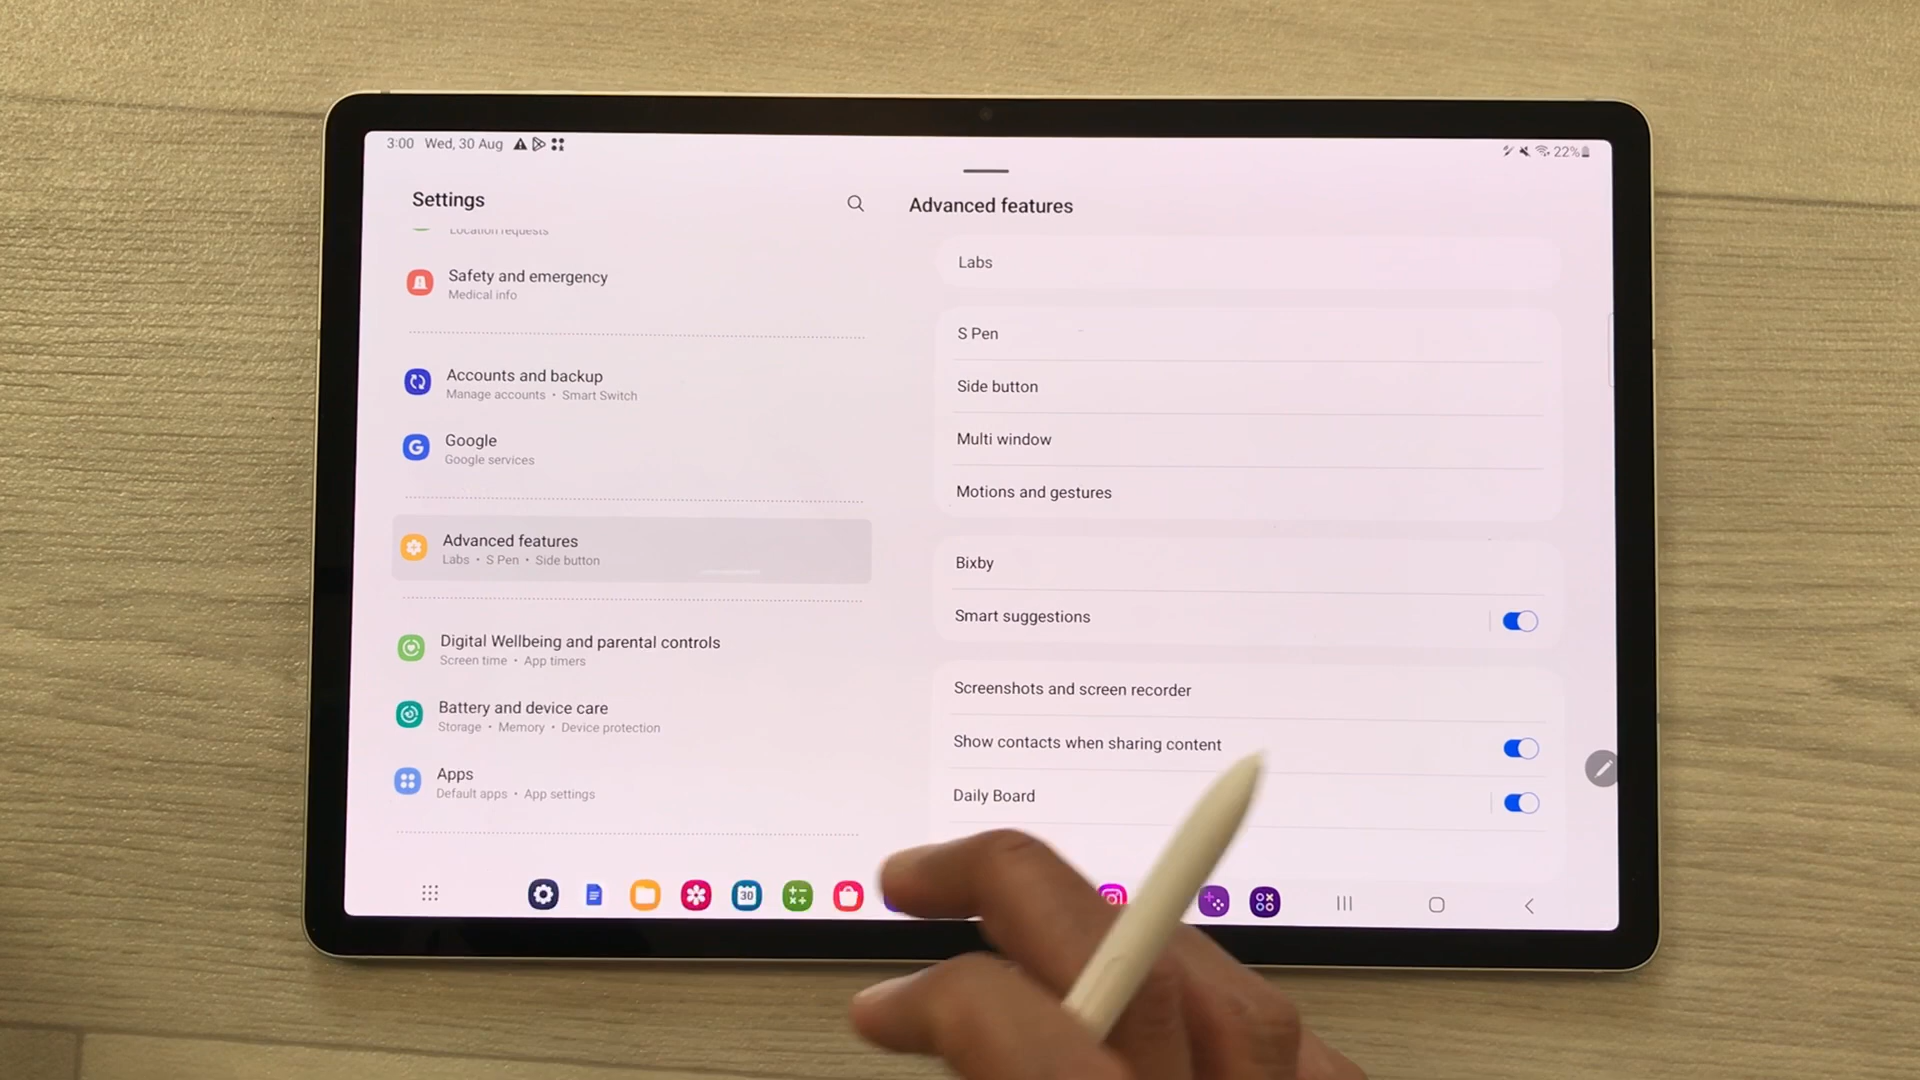 3:00 Wed, 30 Aug
22%
Settings
Location requests
Safety and emergency
Medical info
Accounts and backup
Manage accounts • Smart Switch
Google
Google services
Advanced features
Labs • S Pen • Side button
Digital Wellbeing and parental controls
Screen time • App timers
Battery and device care
Storage • Memory • Device protection
Apps
Default apps • App settings
Advanced features
Labs
S Pen
Side button
Multi window
Motions and gestures
Bixby
Smart suggestions
Screenshots and screen recorder
Show contacts when sharing content
Daily Board
30